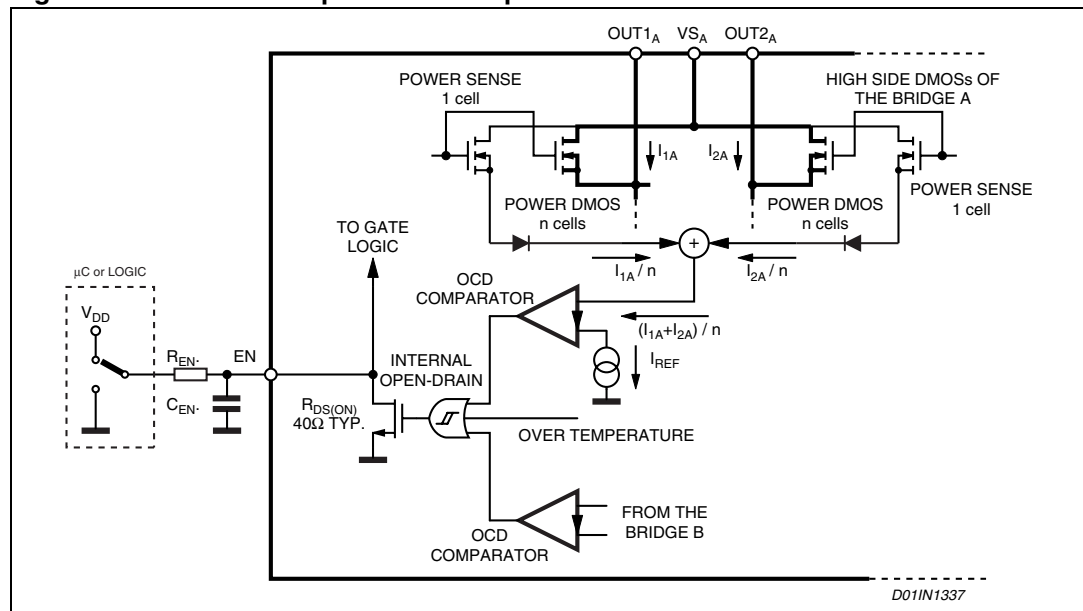 OUT1A VSA OUT2A
POWER SENSE
1 cell
HIGH SIDE DMOSs OF
THE BRIDGE A
I1A
I2A
POWER DMOS
n cells
POWER DMOS
n cells
POWER SENSE
1 cell
TO GATE
LOGIC
+
I1A / n
I2A / n
μC or LOGIC
VDD
OCD
COMPARATOR
(I1A+I2A) / n
IREF
REN.
EN
CEN.
INTERNAL
OPEN-DRAIN
RDS(ON)
40Ω TYP.
OVER TEMPERATURE
OCD
COMPARATOR
FROM THE
BRIDGE B
D01IN1337